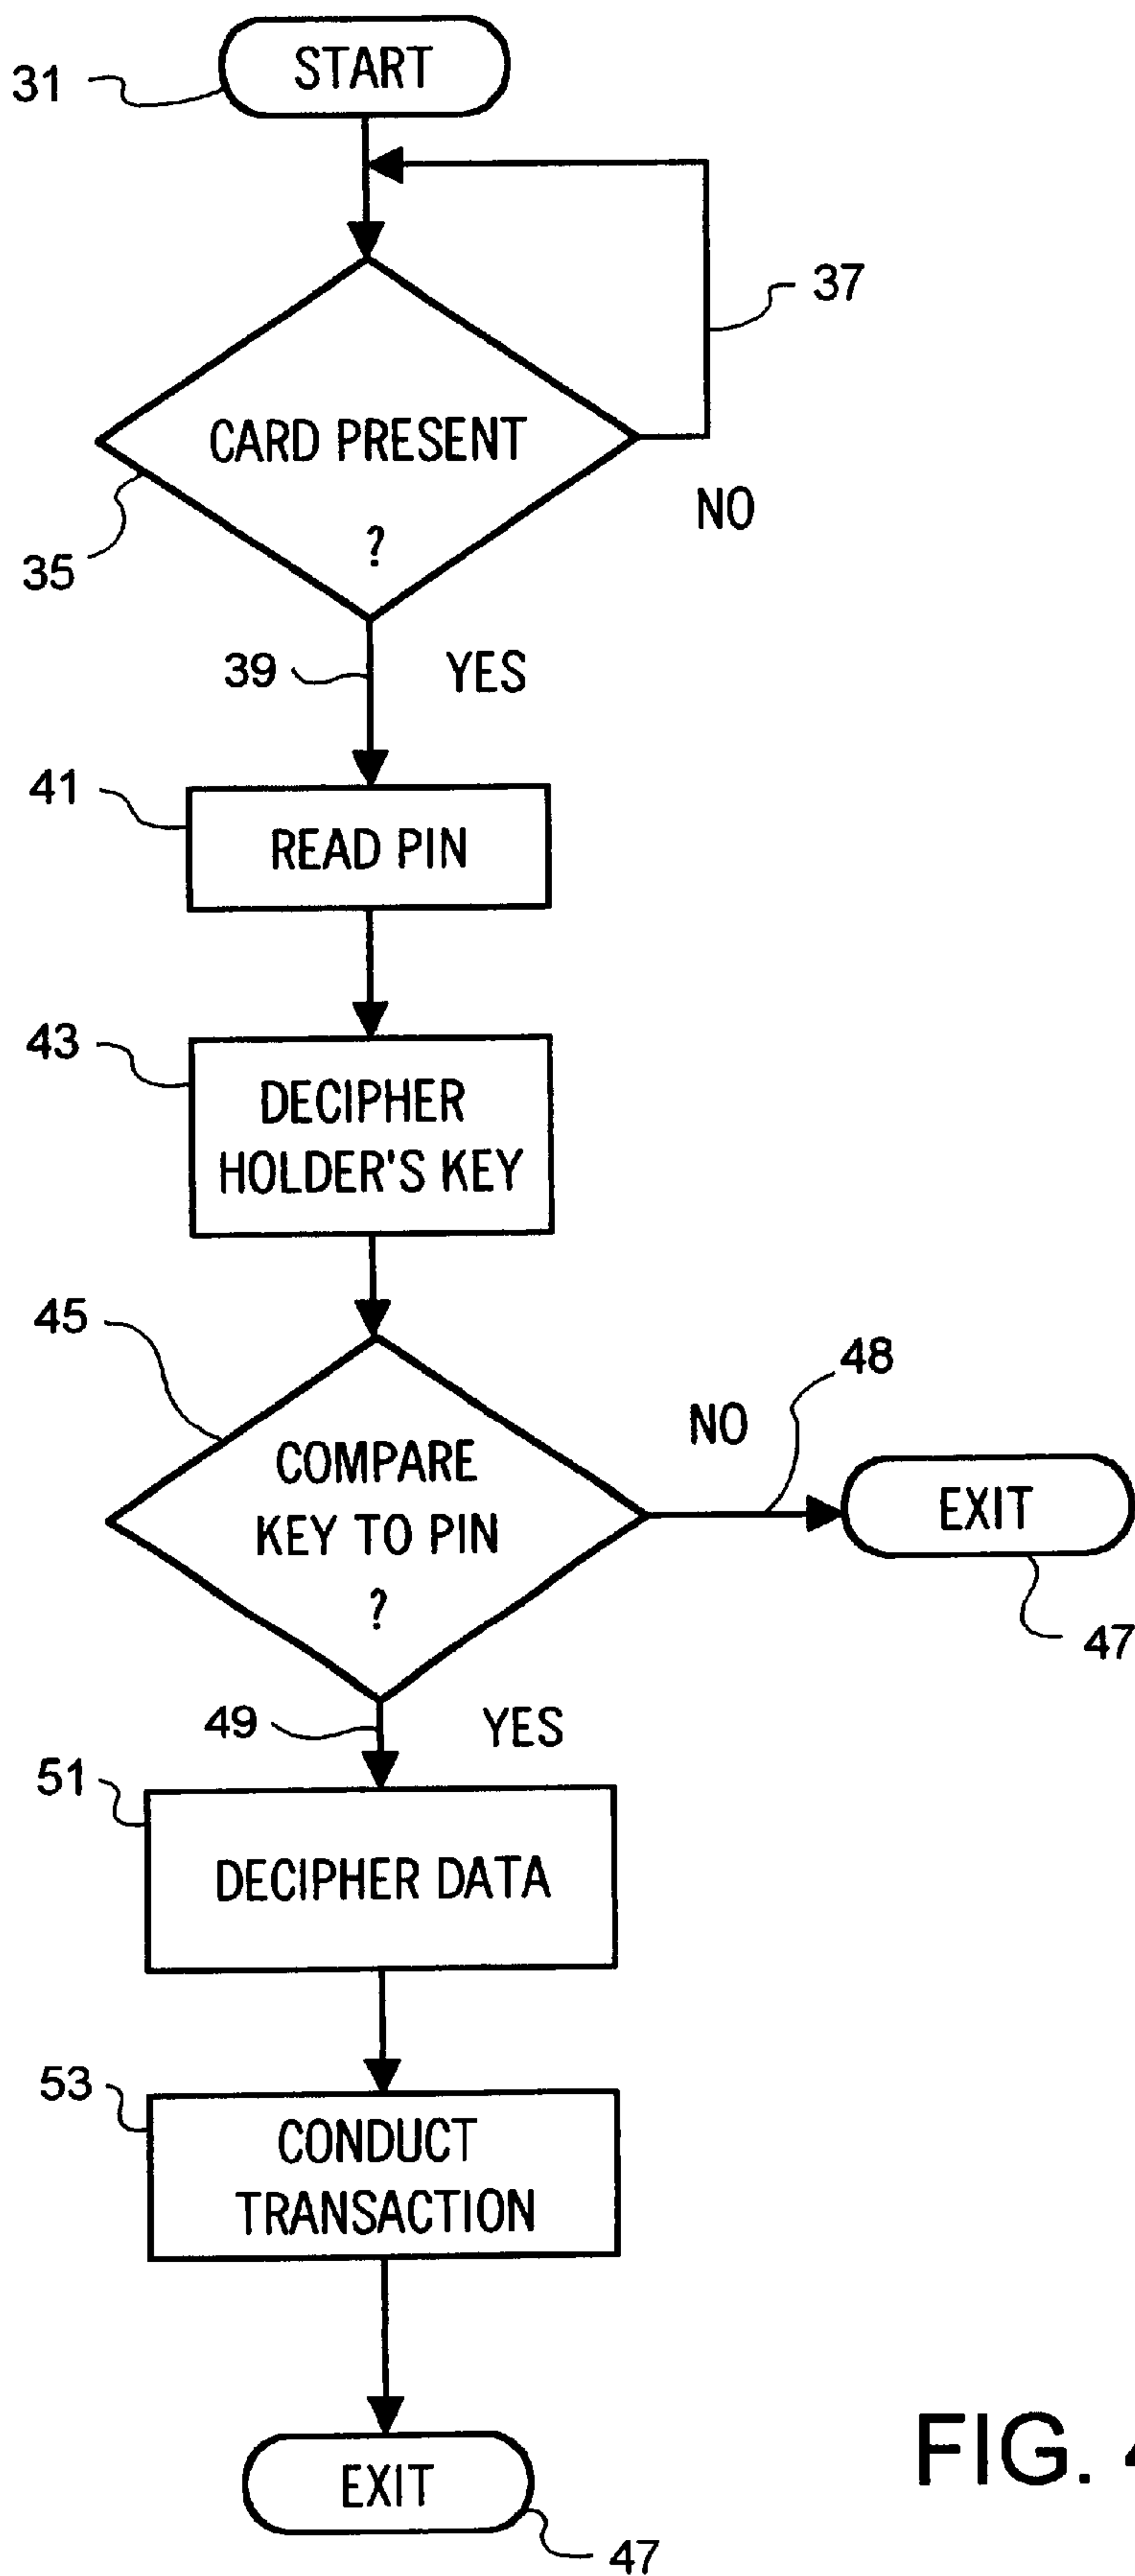 START
31
37
CARD PRESENT
?
NO
35
39
YES
41
READ PIN
43
DECIPHER
HOLDER'S KEY
45
48
NO
COMPARE
KEY TO PIN
?
EXIT
47
49
YES
51
DECIPHER DATA
53
CONDUCT
TRANSACTION
EXIT
47
FIG. 4